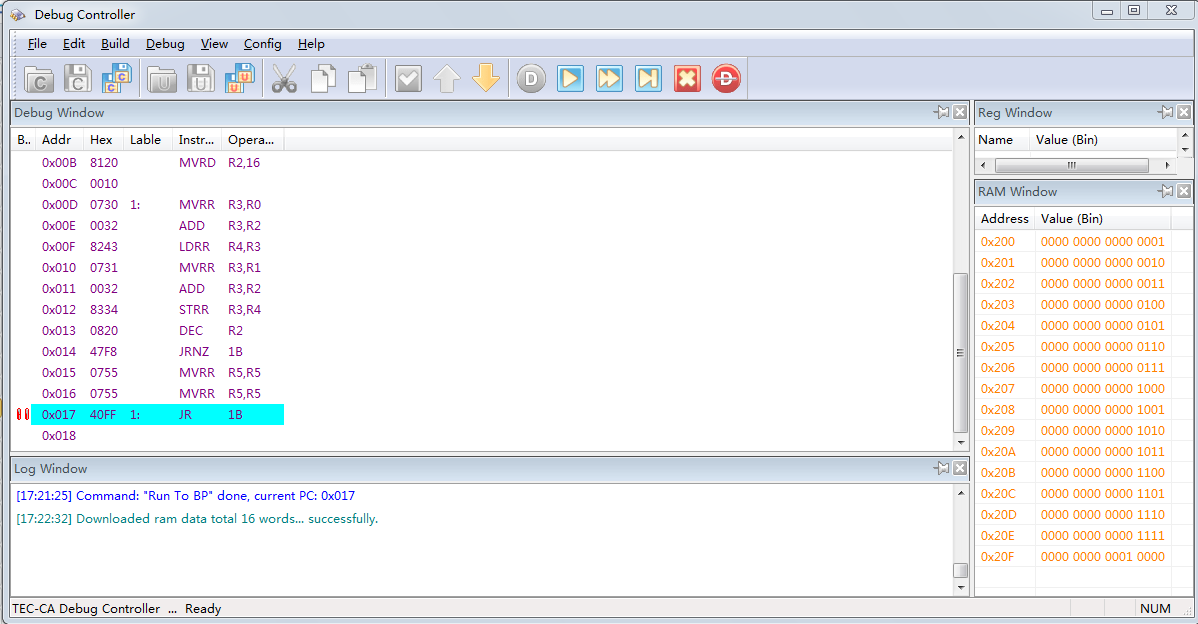 Debug Controller
File Edit Build Debug View Config Help
C C C C U U U U D D
Debug Window
B.. Addr Hex Lable Instr... Opera...
0x00B 8120 MVRD R2,16
0x00C 0010
0x00D 0730 1: MVRR R3,R0
0x00E 0032 ADD R3,R2
0x00F 8243 LDRR R4,R3
0x010 0731 MVRR R3,R1
0x011 0032 ADD R3,R2
0x012 8334 STRR R3,R4
0x013 0820 DEC R2
0x014 47F8 JRNZ 1B
0x015 0755 MVRR R5,R5
0x016 0755 MVRR R5,R5
0x017 40FF 1: JR 1B
0x018
Log Window
[17:21:25] Command: "Run To BP" done, current PC: 0x017
[17:22:32] Downloaded ram data total 16 words... successfully.
Reg Window
Name Value (Bin)
RAM Window
Address Value (Bin)
0x200 0000 0000 0000 0001
0x201 0000 0000 0000 0010
0x202 0000 0000 0000 0011
0x203 0000 0000 0000 0100
0x204 0000 0000 0000 0101
0x205 0000 0000 0000 0110
0x206 0000 0000 0000 0111
0x207 0000 0000 0000 1000
0x208 0000 0000 0000 1001
0x209 0000 0000 0000 1010
0x20A 0000 0000 0000 1011
0x20B 0000 0000 0000 1100
0x20C 0000 0000 0000 1101
0x20D 0000 0000 0000 1110
0x20E 0000 0000 0000 1111
0x20F 0000 0000 0001 0000
TEC-CA Debug Controller ... Ready NUM